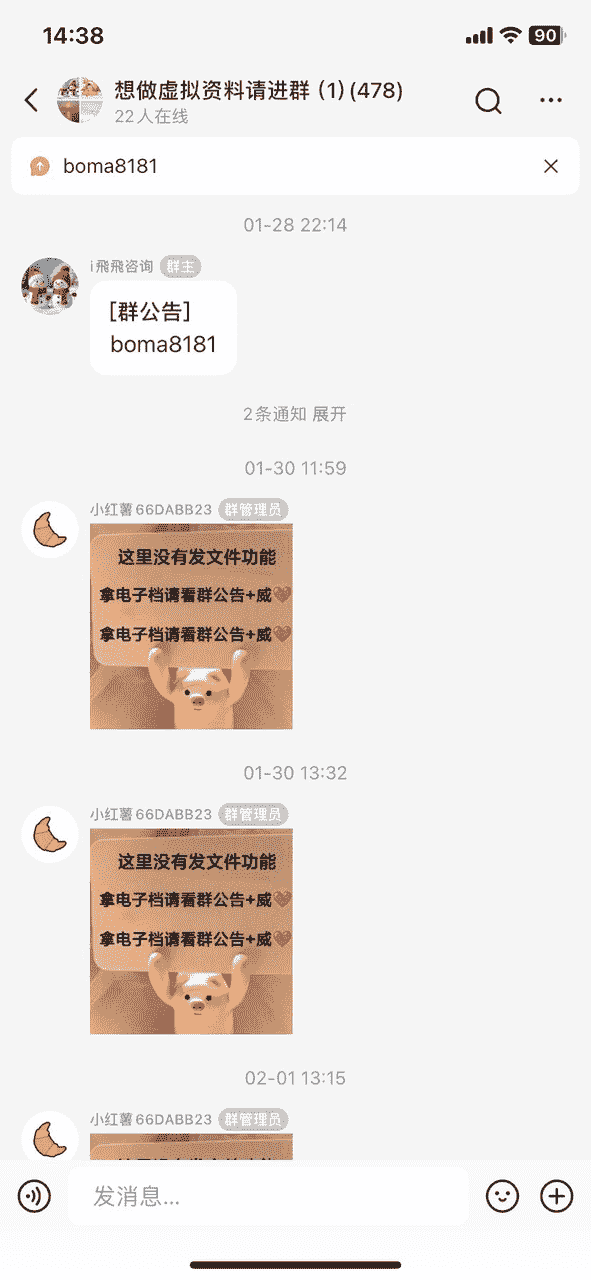 14:38
90
想做虚拟资料请进群（1）(478)
22人在线
boma8181
01-28 22:14
i飛飛咨询 群主
[群公告]
boma8181
2条通知 展开
01-30 11:59
小红薯66DABB23 群管理员
这里没有发文件功能
拿电子档请看群公告+威
拿电子档请看群公告+威
01-30 13:32
小红薯66DABB23 群管理员
这里没有发文件功能
拿电子档请看群公告+威
拿电子档请看群公告+威
02-01 13:15
小红薯66DABB23 群管理员
发消息...